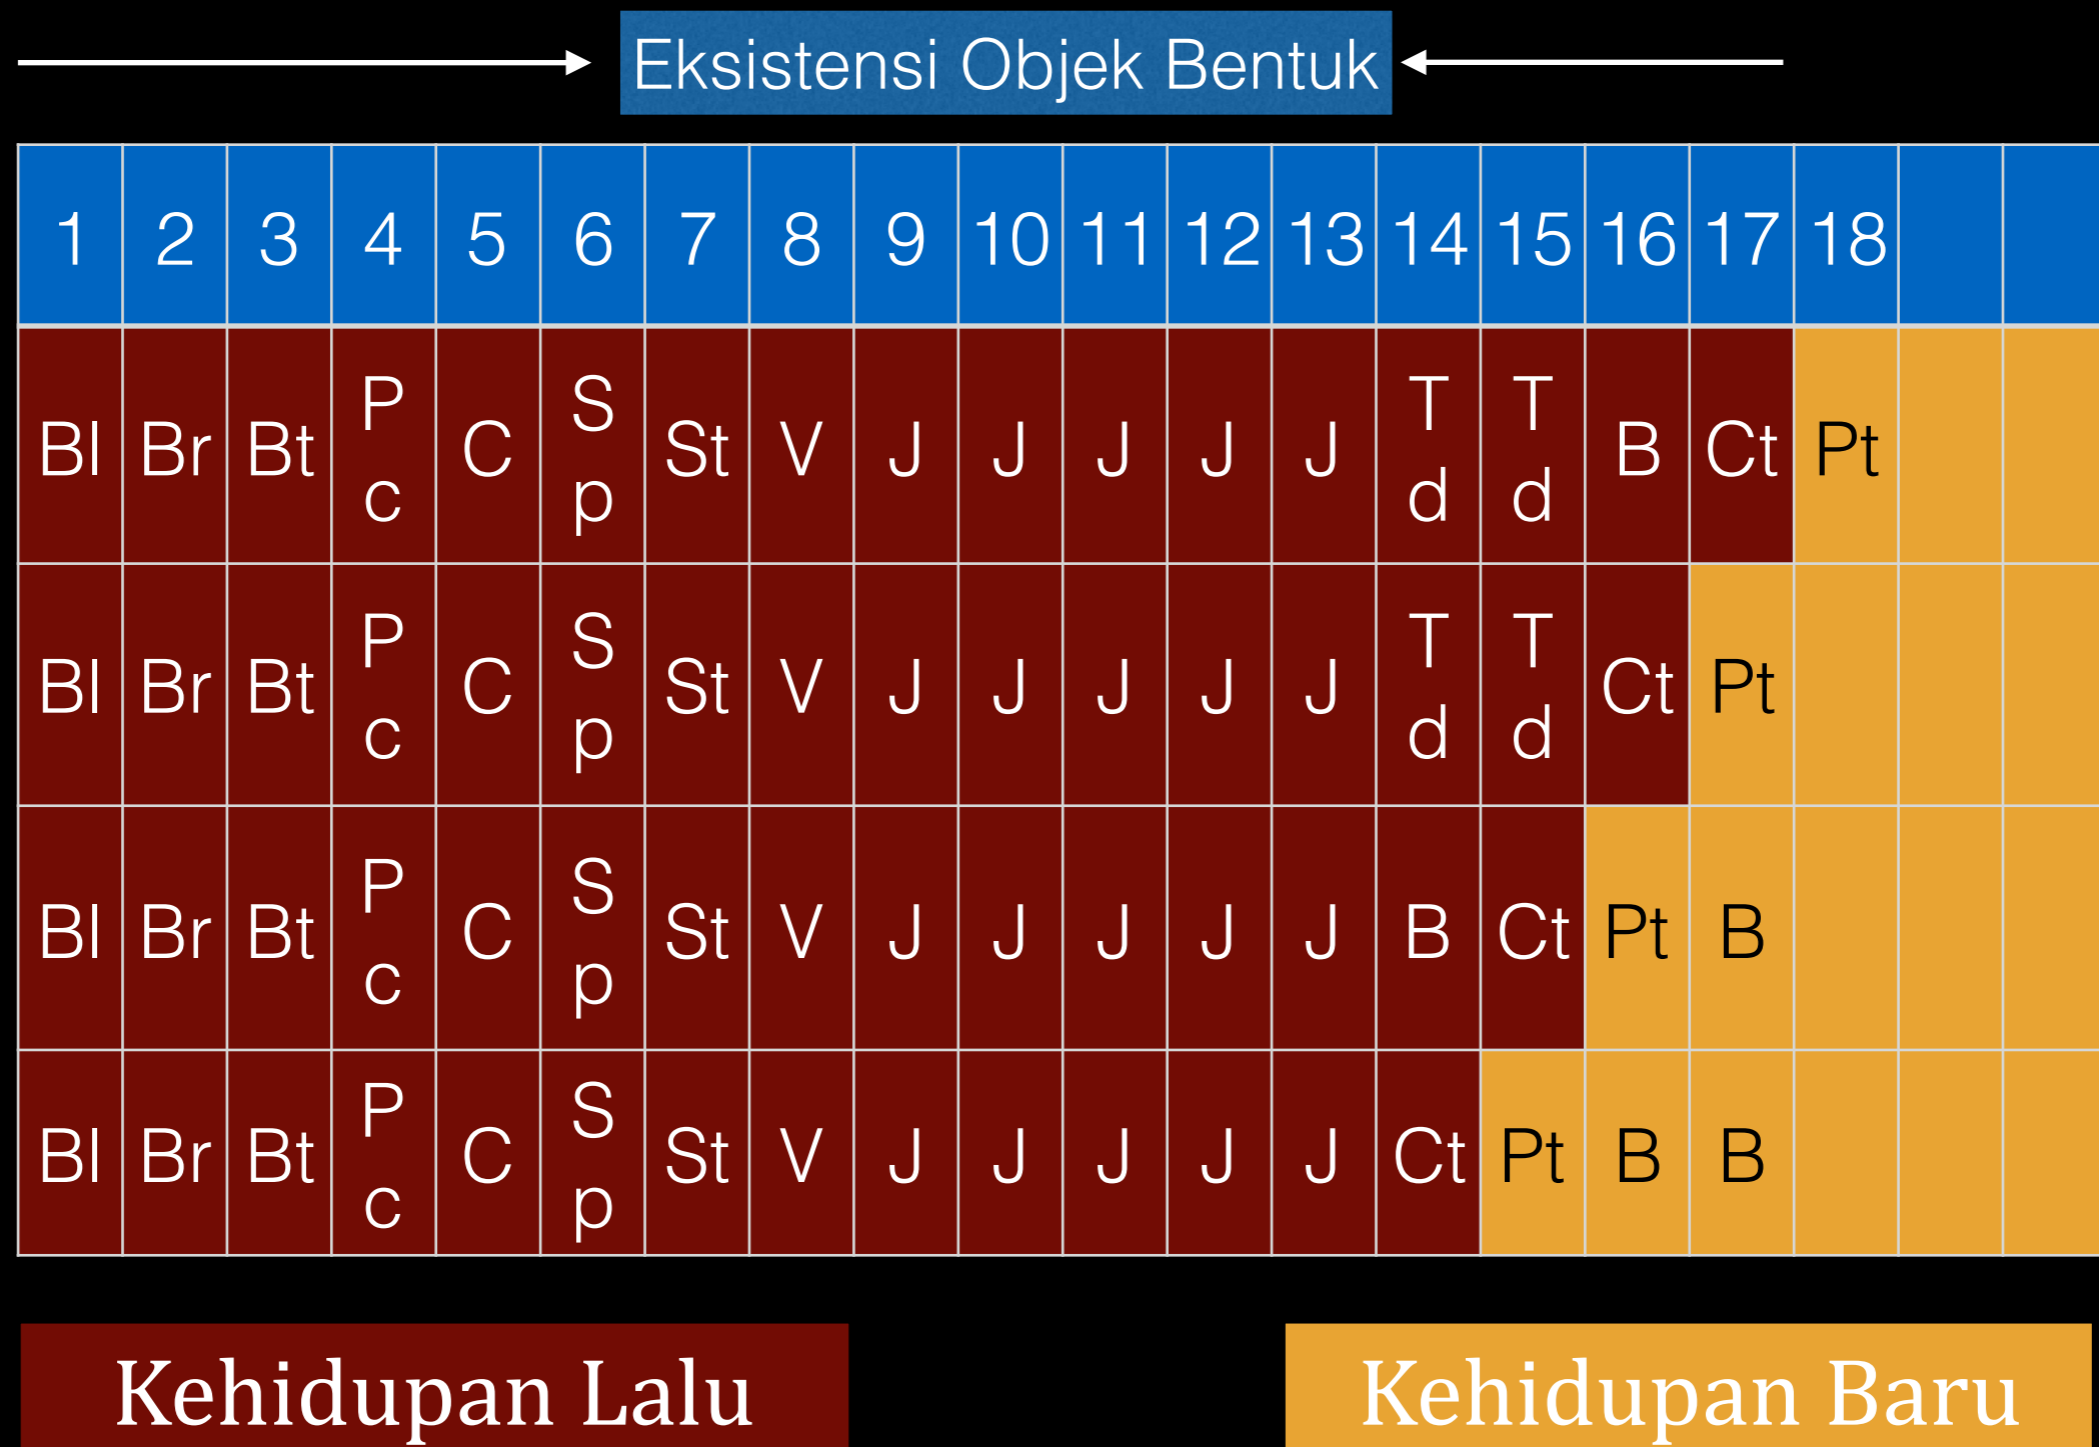 Eksistensi Objek Bentuk
1 2 3 4 5 6 7 8 9 10 11 12 13 14 15 16 17 18
Bl Br Bt Pc C Sp St V J J J J J Td Td B Ct Pt
Bl Br Bt Pc C Sp St V J J J J J Td Td Ct Pt
Bl Br Bt Pc C Sp St V J J J J J B Ct Pt B
Bl Br Bt Pc C Sp St V J J J J J Ct Pt B B
Kehidupan Lalu
Kehidupan Baru